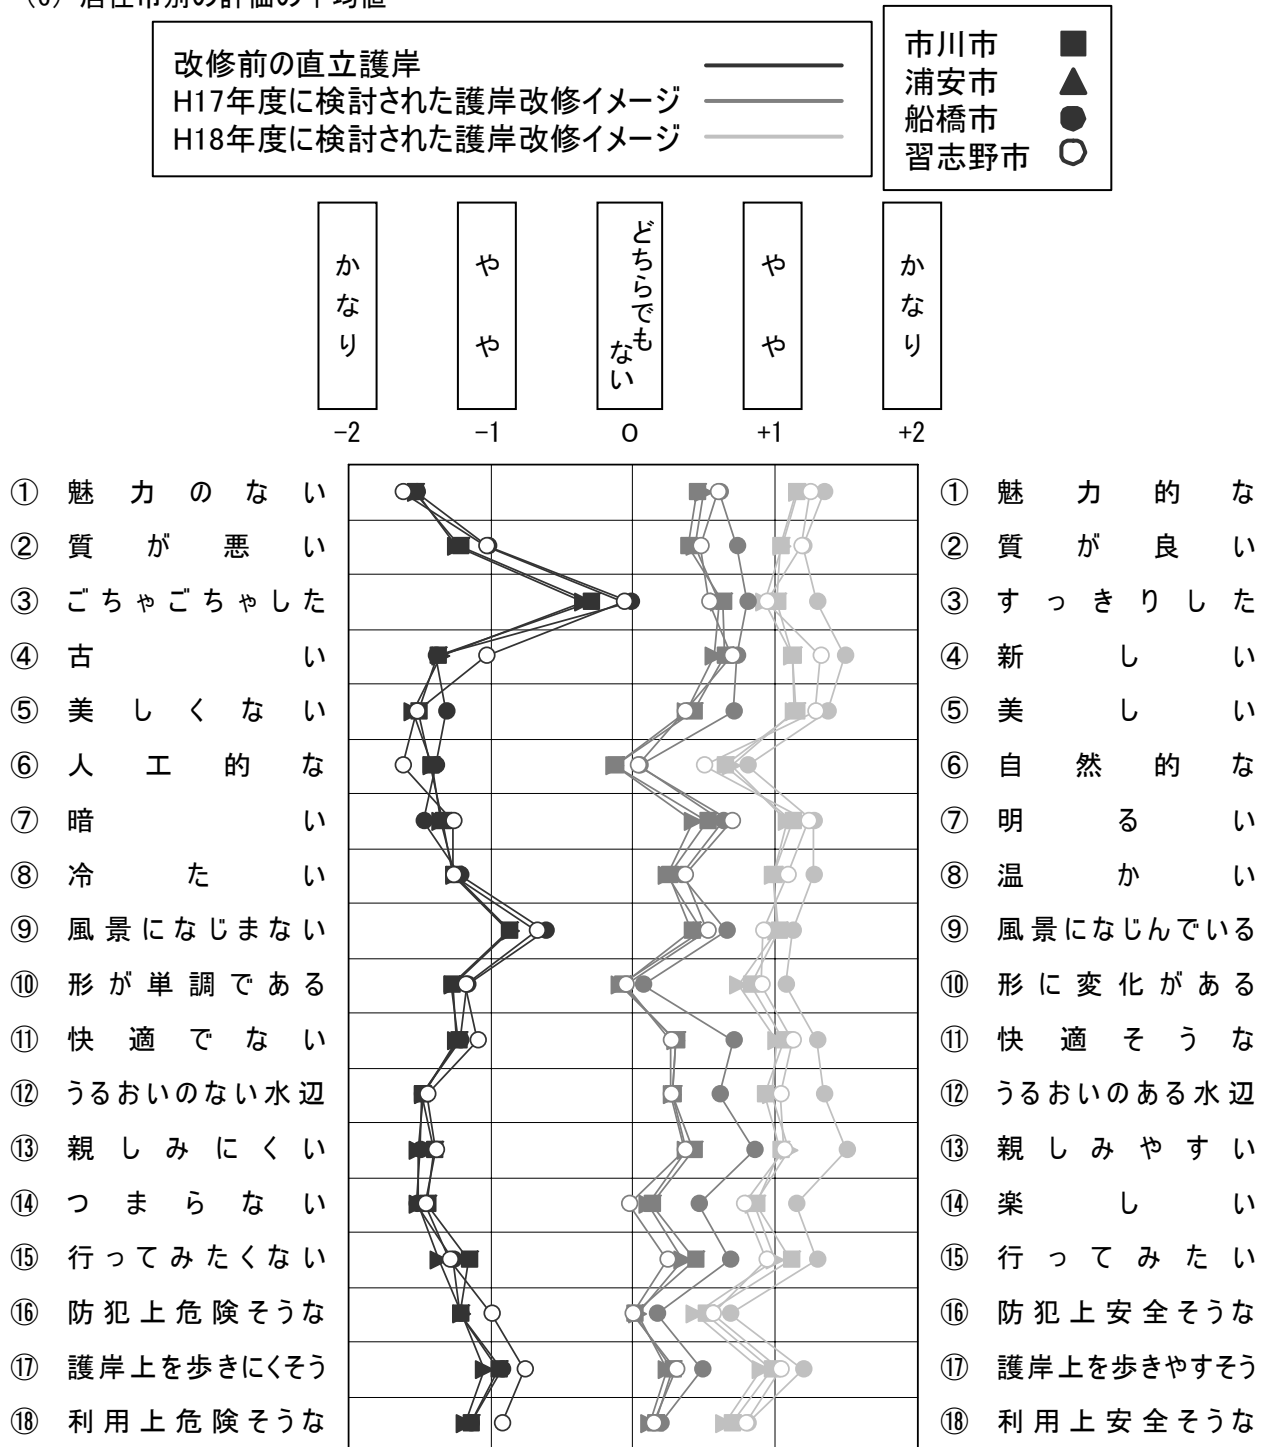 (6) 居住市別の評価の平均値
改修前の直立護岸
H17年度に検討された護岸改修イメージ
H18年度に検討された護岸改修イメージ
市川市
浦安市
船橋市
習志野市
かなり
やや
どちらでも
ない
やや
かなり
-2 -1 0 +1 +2
① 魅力のない ① 魅力的な
② 質が悪い ② 質が良い
③ ごちゃごちゃした ③ すっきりした
④ 古い ④ 新しい
⑤ 美しくない ⑤ 美しい
⑥ 人工的な ⑥ 自然的な
⑦ 暗い ⑦ 明るい
⑧ 冷たい ⑧ 温かい
⑨ 風景になじまない ⑨ 風景になじんでいる
⑩ 形が単調である ⑩ 形に変化がある
⑪ 快適でない ⑪ 快適そうな
⑫ うるおいのない水辺 ⑫ うるおいのある水辺
⑬ 親しみにくい ⑬ 親しみやすい
⑭ つまらない ⑭ 楽しい
⑮ 行ってみたくない ⑮ 行ってみたい
⑯ 防犯上危険そうな ⑯ 防犯上安全そうな
⑰ 護岸上を歩きにくそう ⑰ 護岸上を歩きやすそう
⑱ 利用上危険そうな ⑱ 利用上安全そうな